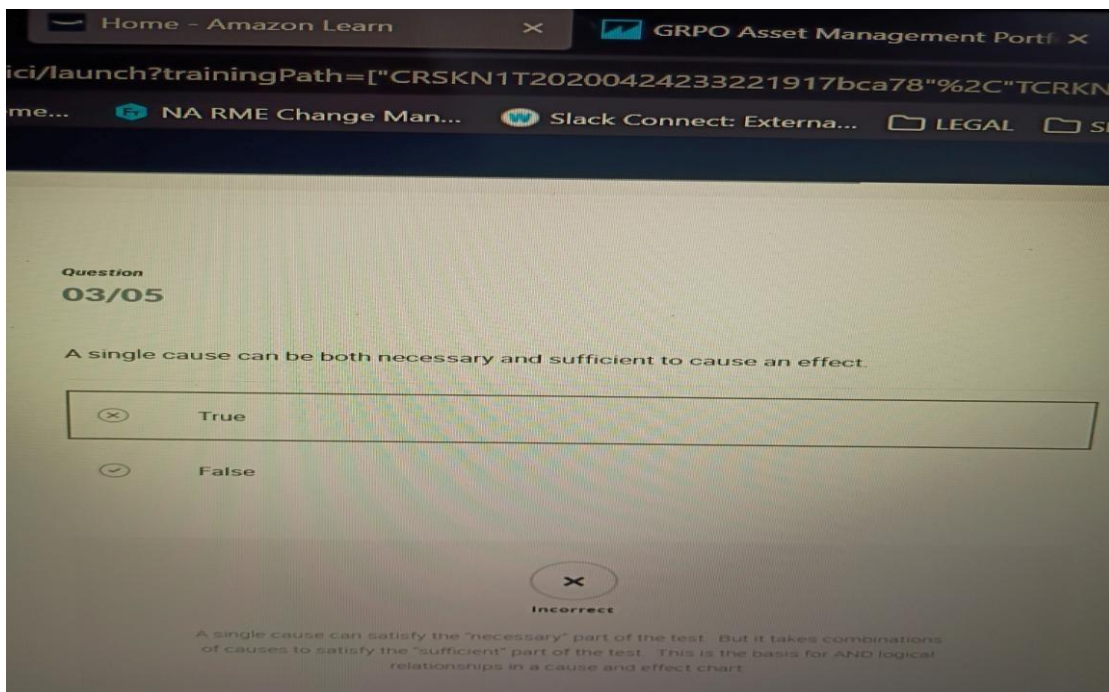 Home - Amazon Learn
GRPO Asset Management Portf
ici/launch?trainingPath=["CRSKN1T20200424233221917bca78"%2C"TCRKN
me... NA RME Change Man... Slack Connect: Externa... LEGAL
Question
03/05
A single cause can be both necessary and sufficient to cause an effect.
True
False
Incorrect
A single cause can satisfy the "necessary" part of the test. But it takes combinations
of causes to satisfy the "sufficient" part of the test. This is the basis for AND logical
relationships in a cause and effect chart